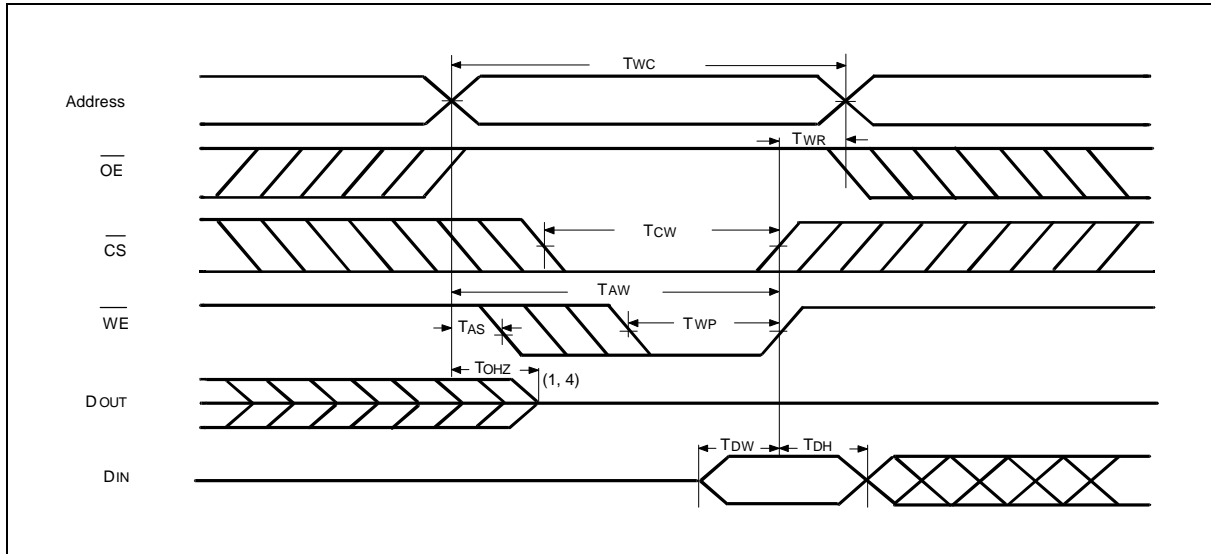 TWC
Address
TWR
OE
TCW
CS
TAW
WE
TAS
TWP
TOHZ
(1, 4)
DOUT
TDW
TDH
DIN